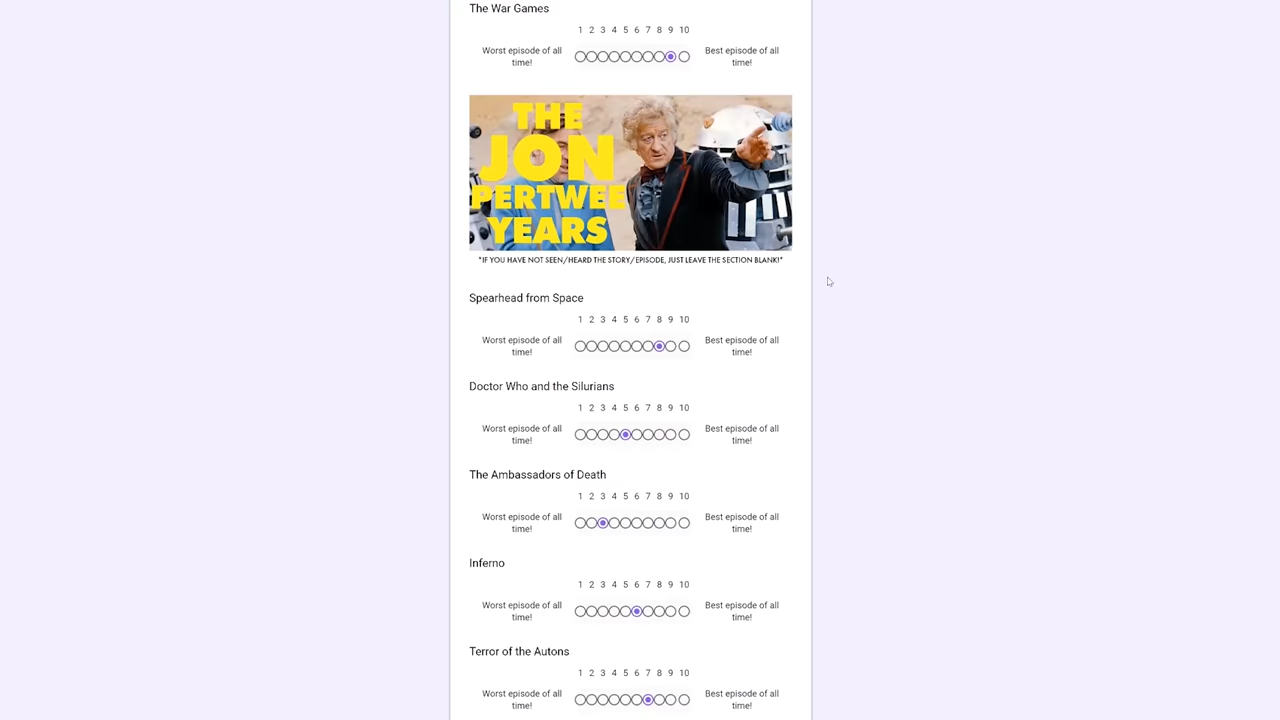 The War Games
1 2 3 4 5 6 7 8 9 10
Worst episode of all
time!
Best episode of all
time!
THE
JON
PERTWEE
YEARS
*IF YOU HAVE NOT SEEN/HEARD THE STORY/EPISODE, JUST LEAVE THE SECTION BLANK!*
Spearhead from Space
1 2 3 4 5 6 7 8 9 10
Worst episode of all
time!
Best episode of all
time!
Doctor Who and the Silurians
1 2 3 4 5 6 7 8 9 10
Worst episode of all
time!
Best episode of all
time!
The Ambassadors of Death
1 2 3 4 5 6 7 8 9 10
Worst episode of all
time!
Best episode of all
time!
Inferno
1 2 3 4 5 6 7 8 9 10
Worst episode of all
time!
Best episode of all
time!
Terror of the Autons
1 2 3 4 5 6 7 8 9 10
Worst episode of all
time!
Best episode of all
time!